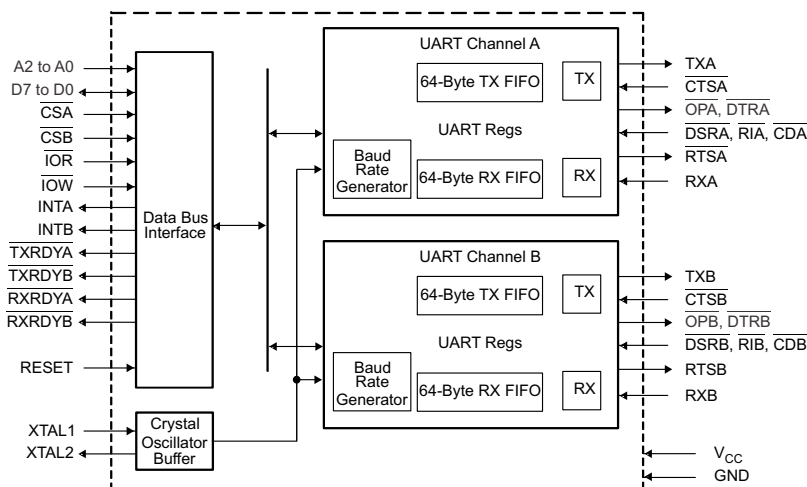 A2 to A0
D7 to D0
CSA
CSB
IOR
IOW
INTA
INTB
TXRDYA
TXRDYB
RXRDYA
RXRDYB
RESET
XTAL1
XTAL2
Data Bus
Interface
Crystal
Oscillator
Buffer
UART Channel A
64-Byte TX FIFO
TX
UART Regs
Baud
Rate
Generator
64-Byte RX FIFO
RX
UART Channel B
64-Byte TX FIFO
TX
UART Regs
Baud
Rate
Generator
64-Byte RX FIFO
RX
TXA
CTSA
OPA, DTRA
DSRA, RIA, CDA
RTSA
RXA
TXB
CTSB
OPB, DTRB
DSRB, RIB, CDB
RTSB
RXB
VCC
GND